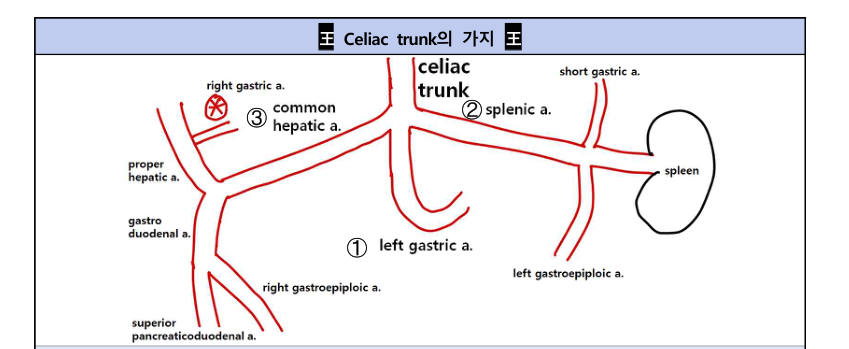 王 Celiac trunk의 가지 王
celiac
trunk
short gastric a.
right gastric a.
③ common
hepatic a.
② splenic a.
proper
hepatic a.
spleen
gastro
duodenal a.
① left gastric a.
left gastroepiploic a.
right gastroepiploic a.
superior
pancreaticoduodenal a.